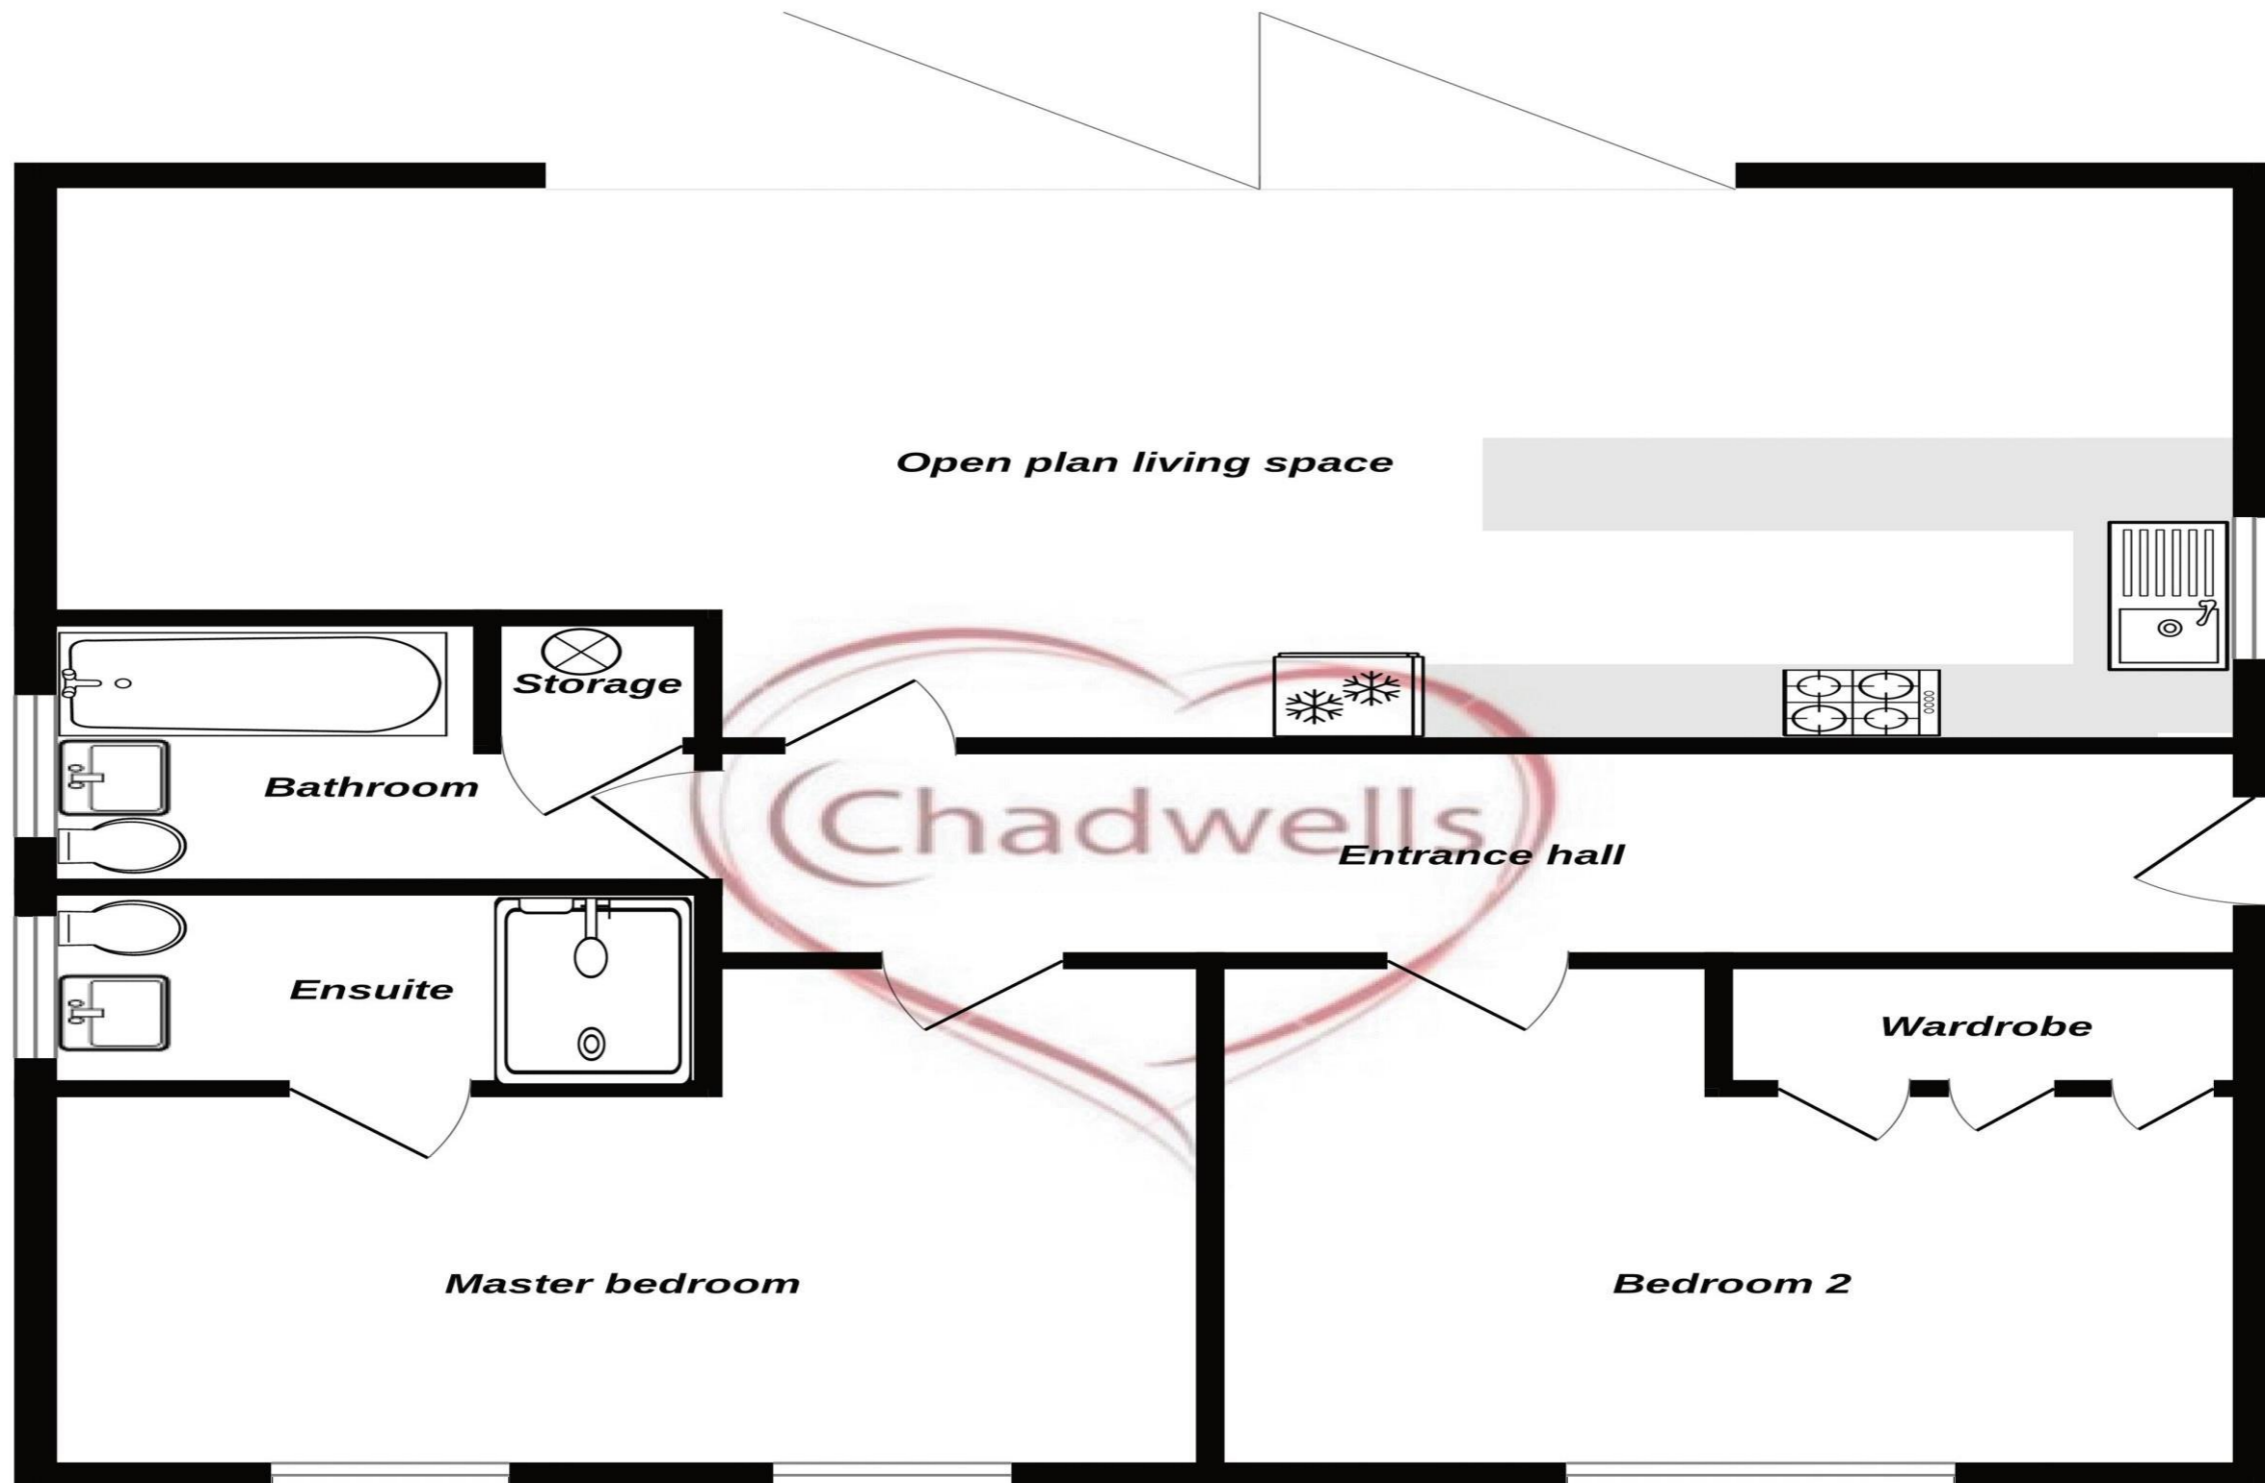 Open plan living space
Storage
Bathroom
Chadwells
Entrance hall
Ensuite
Wardrobe
Master bedroom
Bedroom 2